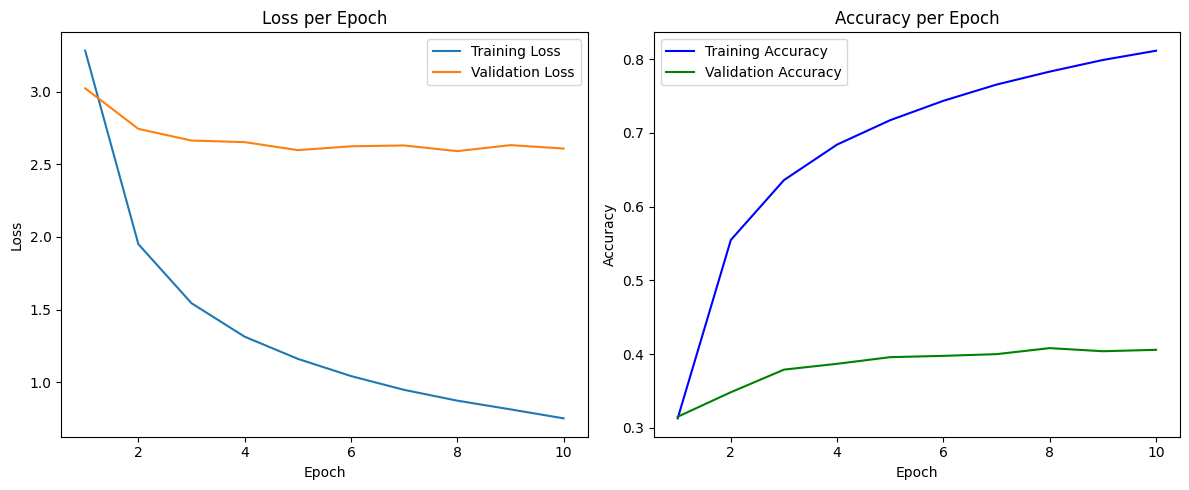 Loss per Epoch
Training Loss
Validation Loss
3.0
2.5
2.0
1.5
1.0
Loss
2 4 6 8 10
Epoch
Accuracy per Epoch
Training Accuracy
Validation Accuracy
0.8
0.7
0.6
0.5
0.4
0.3
Accuracy
2 4 6 8 10
Epoch